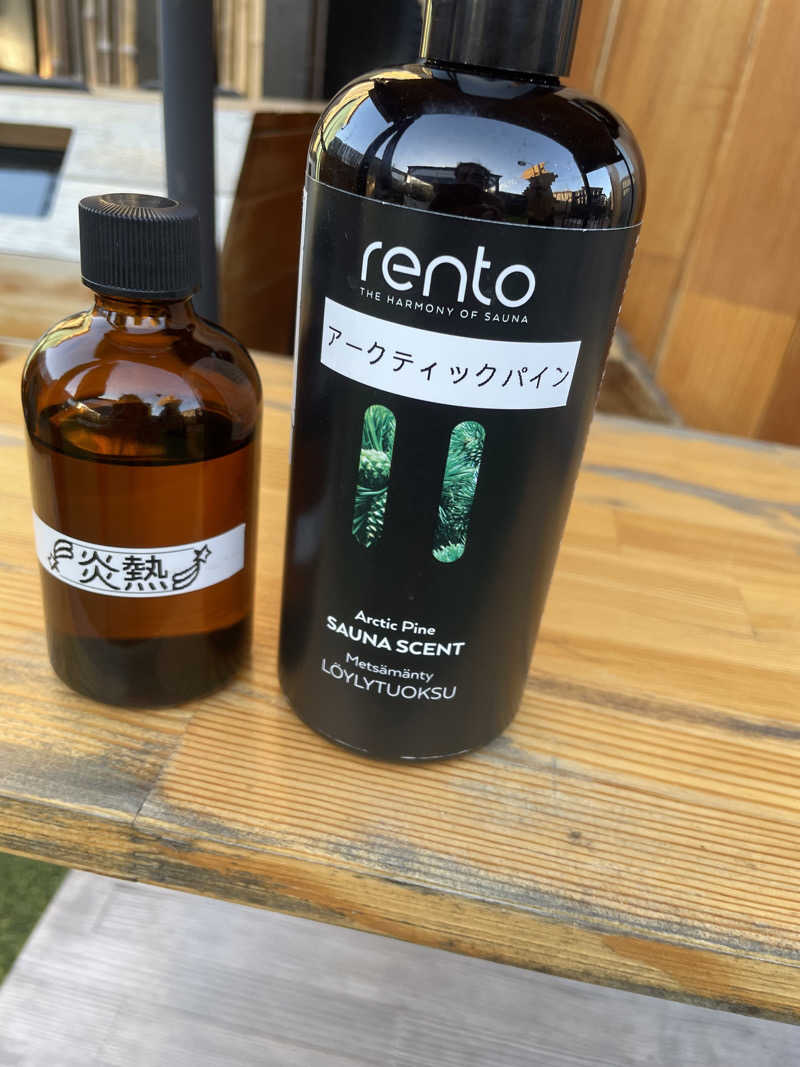 炎熱
rento
THE HARMONY OF SAUNA
アークティックパイン
Arctic Pine
SAUNA SCENT
Metsämänty
LÖYLYTUOKSU